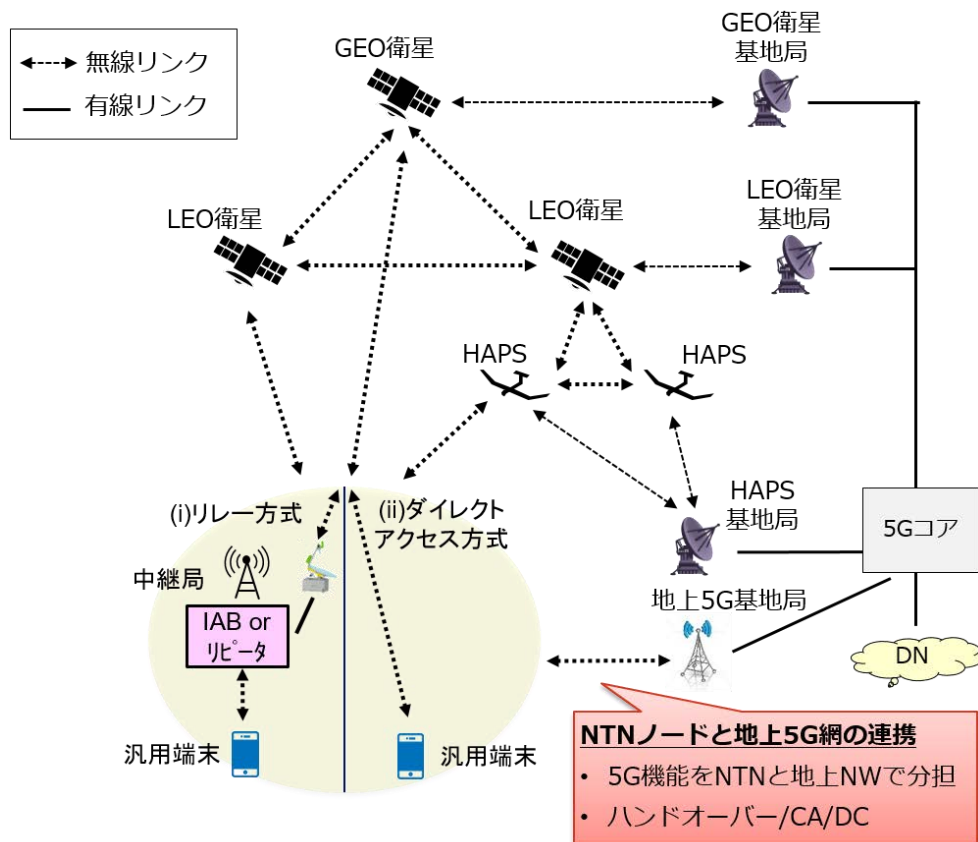 無線リンク
有線リンク
GEO衛星
GEO衛星
基地局
LEO衛星
LEO衛星
LEO衛星
基地局
HAPS
HAPS
(i)リレー方式
(ii)ダイレクト
アクセス方式
HAPS
基地局
5Gコア
中継局
IAB or
ﾘﾋﾟｰﾀ
地上5G基地局
DN
汎用端末
汎用端末
NTNノードと地上5G網の連携
• 5G機能をNTNと地上NWで分担
• ハンドオーバー/CA/DC